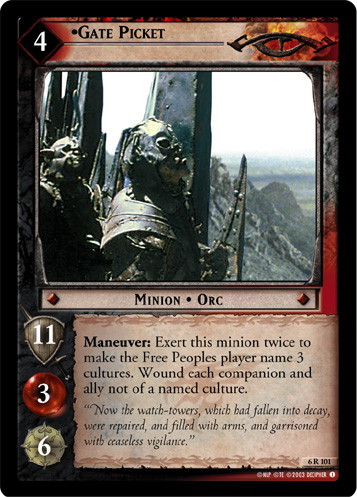 4
•GATE PICKET
MINION • ORC
11
3
6
Maneuver: Exert this minion twice to
make the Free Peoples player name 3
cultures. Wound each companion and
ally not of a named culture.
“‘Now the watch-towers, which had fallen into decay,
were repaired, and filled with arms, and garrisoned
with ceaseless vigilance.’”
6 R 101
©NLP ©TE ©2003 DECIPHER